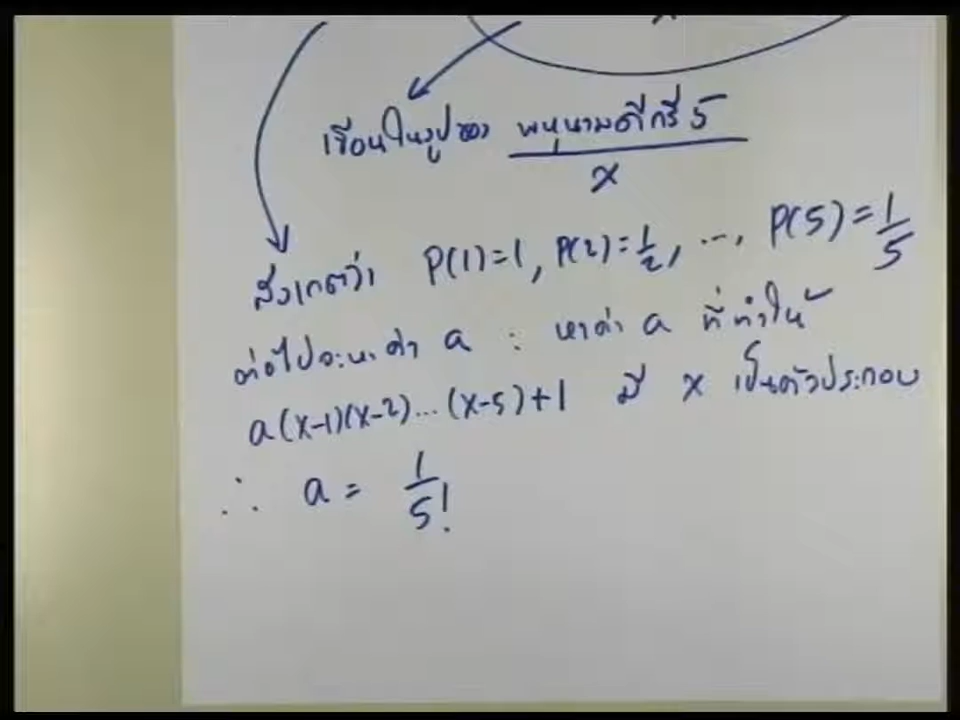 x
เขียนในรูปของ พหุนามดีกรี 5
x
สังเกตว่า P(1)=1, P(2)=1/2, ..., P(5)=1/5
ต่อไปจะหาค่า a : หาค่า a ที่ทำให้
a(x-1)(x-2)...(x-5)+1 มี x เป็นตัวประกอบ
∴ a = 1/5!